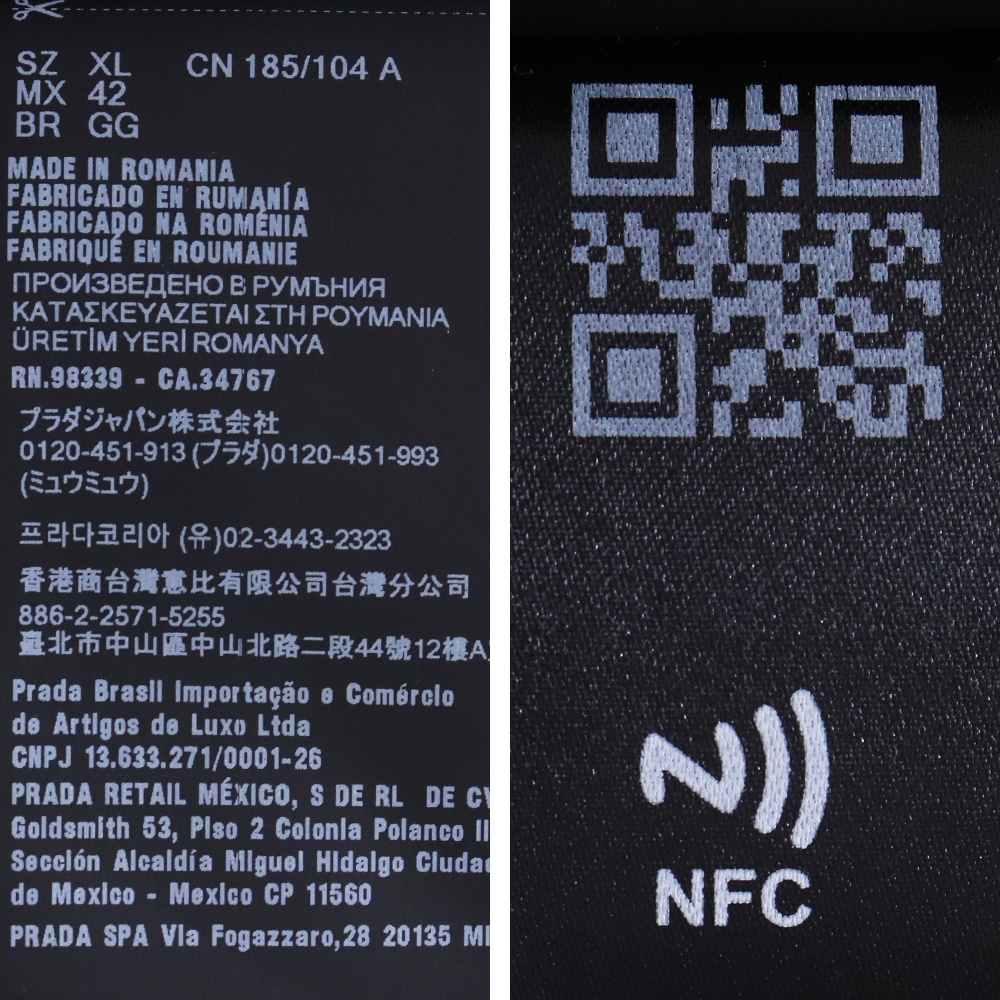 SZ XL CN 185/104 A
MX 42
BR GG
MADE IN ROMANIA
FABRICADO EN RUMANÍA
FABRICADO NA ROMÉNIA
FABRIQUÉ EN ROUMANIE
ПРОИЗВЕДЕНО В РУМЪНИЯ
ΚΑΤΑΣΚΕΥΑΖΕΤΑΙ ΣΤΗ ΡΟΥΜΑΝΙΑ
ÜRETİM YERİ ROMANYA
RN.98339 - CA.34767
プラダジャパン株式会社
0120-451-913 (プラダ)0120-451-993
(ミュウミュウ)
프라다코리아 (유)02-3443-2323
香港商台灣意比有限公司台灣分公司
886-2-2571-5255
臺北市中山區中山北路二段44號12樓A
Prada Brasil Importação e Comércio
de Artigos de Luxo Ltda
CNPJ 13.633.271/0001-26
PRADA RETAIL MÉXICO, S DE RL DE CV
Goldsmith 53, Piso 2 Colonia Polanco II
Sección Alcaldía Miguel Hidalgo Ciudad
de Mexico - Mexico CP 11560
PRADA SPA Via Fogazzaro,28 20135 MI
NFC